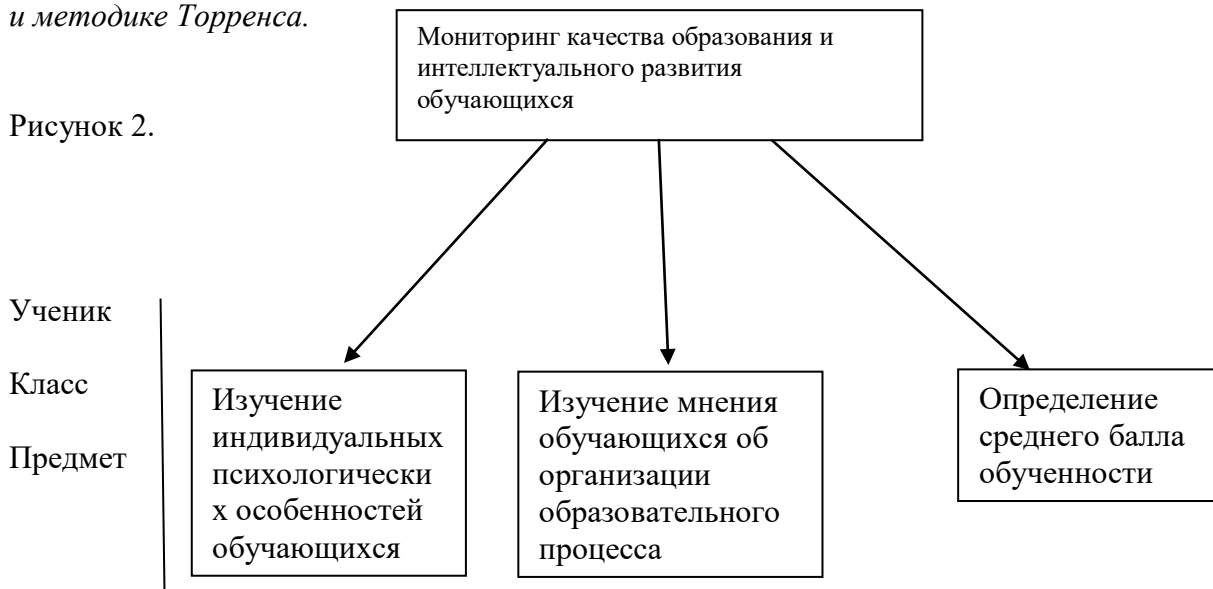 и методике Торренса.
Мониторинг качества образования и
интеллектуального развития
обучающихся
Рисунок 2.
Ученик
Класс
Предмет
Изучение
индивидуальных
психологически
х особенностей
обучающихся
Изучение мнения
обучающихся об
организации
образовательного
процесса
Определение
среднего балла
обученности